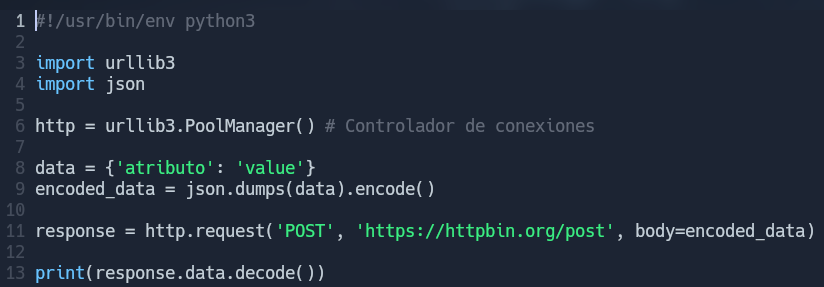 1 #!/usr/bin/env python3
2
3 import urllib3
4 import json
5
6 http = urllib3.PoolManager() # Controlador de conexiones
7
8 data = {'atributo': 'value'}
9 encoded_data = json.dumps(data).encode()
10
11 response = http.request('POST', 'https://httpbin.org/post', body=encoded_data)
12
13 print(response.data.decode())